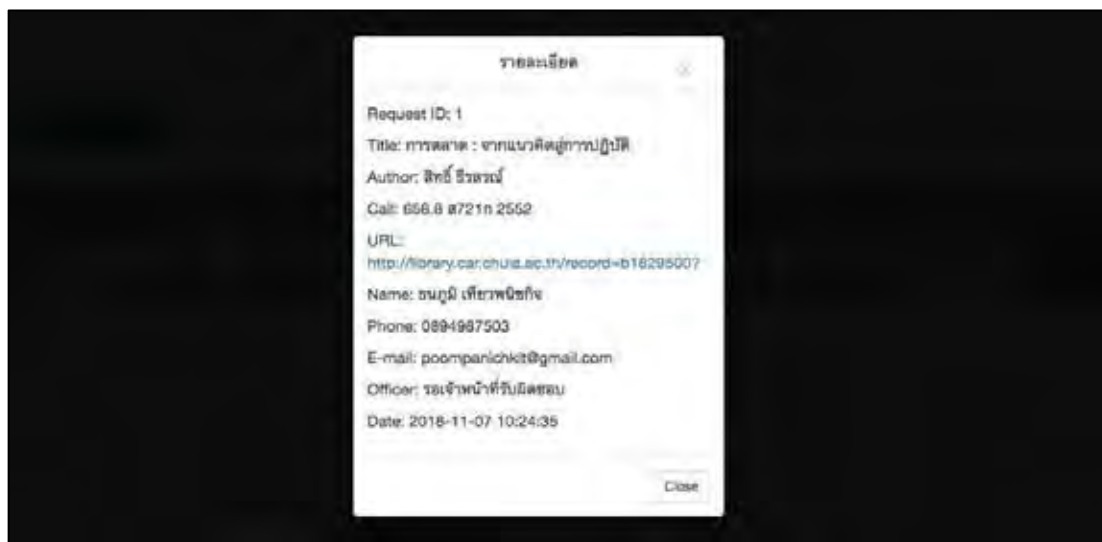 รายละเอียด
Request ID: 1
Title: การตลาด : จากแนวคิดสู่การปฏิบัติ
Author: สิทธิ์ ธีรสรณ์
Call: 658.8 ส721ก 2552
URL:
http://library.car.chula.ac.th/record=b1829500?
Name: ธนภูมิ เที่ยวพนิชกิจ
Phone: 0894987503
E-mail: poompanichkit@gmail.com
Officer: รอเจ้าหน้าที่รับผิดชอบ
Date: 2018-11-07 10:24:35
Close